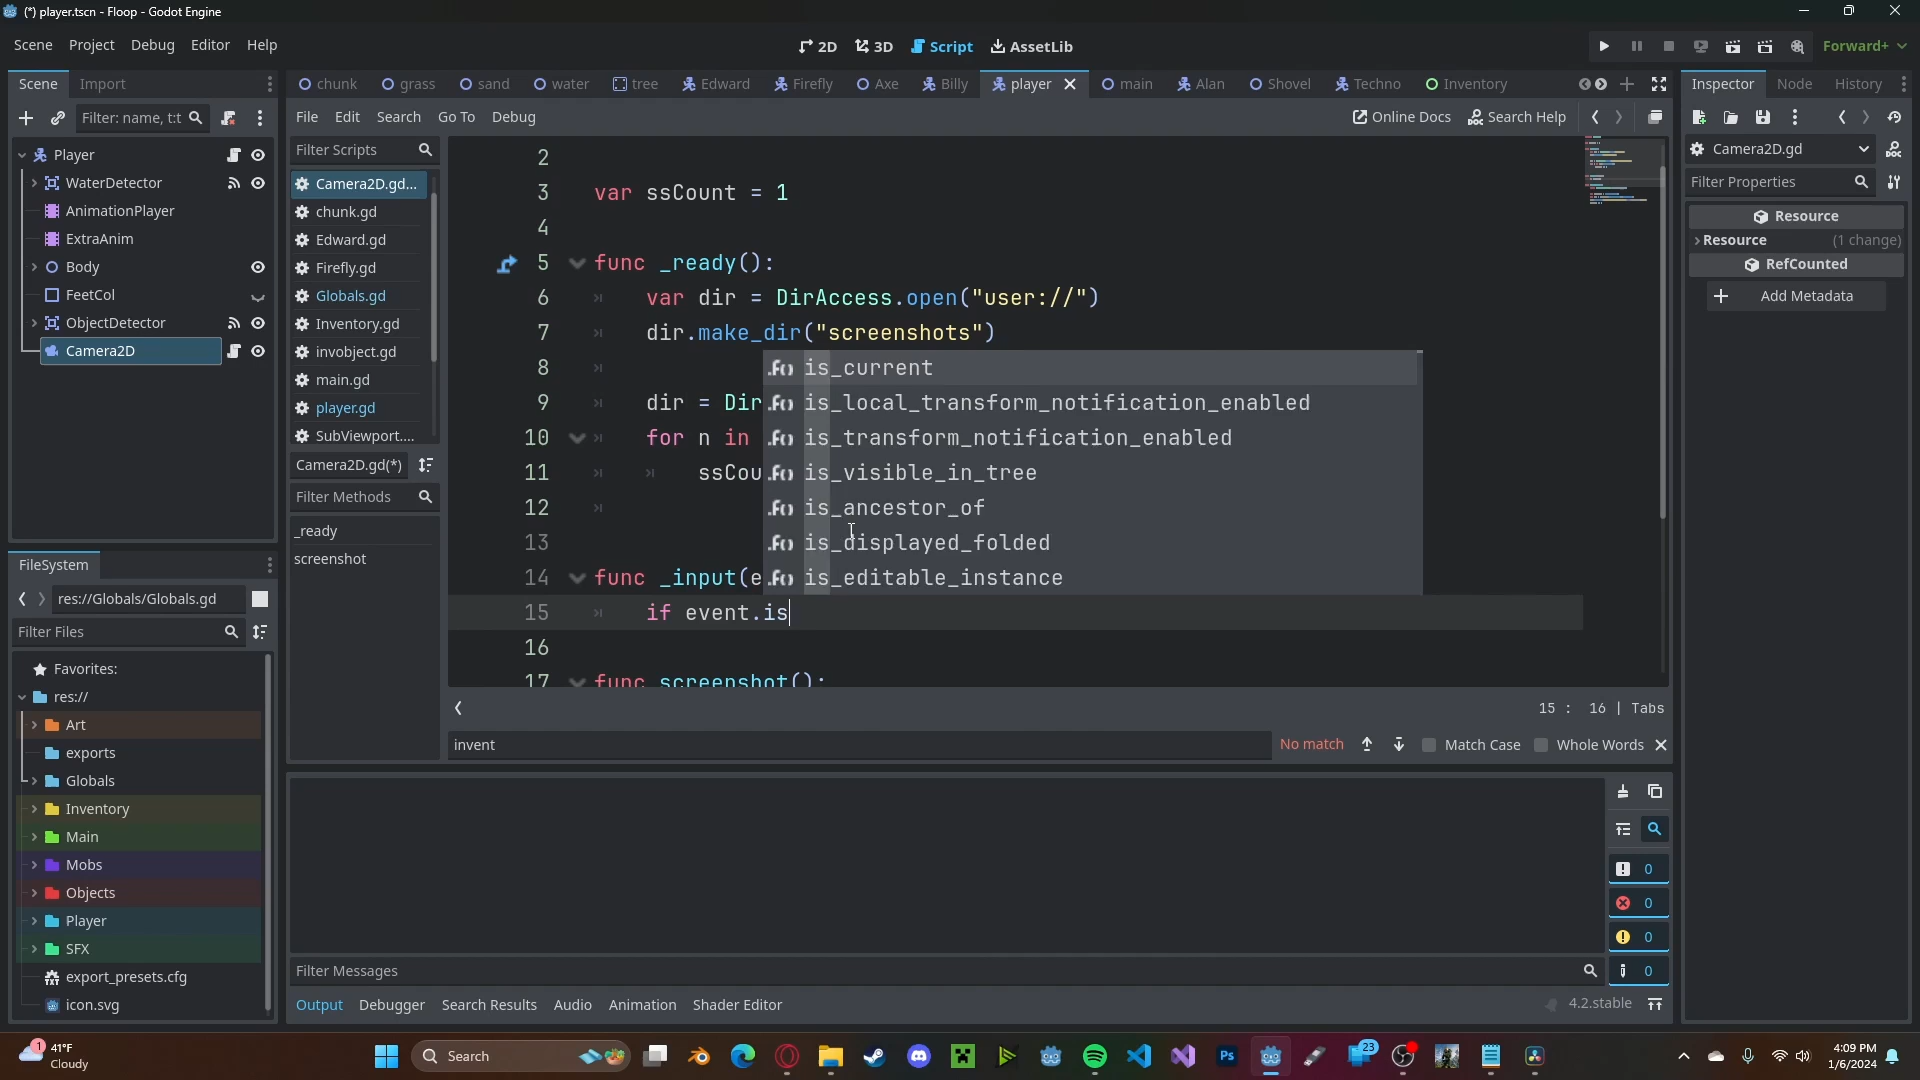 (*) player.tscn - Floop - Godot Engine
Scene Project Debug Editor Help
2D 3D Script AssetLib
Forward+
Scene Import
chunk grass sand water tree Edward Firefly Axe Billy player main Alan Shovel Techno Inventory
Inspector Node History
Filter: name, t:t
File Edit Search Go To Debug
Online Docs Search Help
Player
WaterDetector
AnimationPlayer
ExtraAnim
Body
FeetCol
ObjectDetector
Camera2D
Filter Scripts
Camera2D.gd...
chunk.gd
Edward.gd
Firefly.gd
Globals.gd
Inventory.gd
invobject.gd
main.gd
player.gd
SubViewport....
Camera2D.gd(*)
Filter Methods
_ready
screenshot
2
3 var ssCount = 1
4
5 func _ready():
6 var dir = DirAccess.open("user://")
7 dir.make_dir("screenshots")
8
9 dir = Dir
10 for n in
11 ssCou
12
13
14 func _input(e
15 if event.is
16
17 func screenshot():
is_current
is_local_transform_notification_enabled
is_transform_notification_enabled
is_visible_in_tree
is_ancestor_of
is_displayed_folded
is_editable_instance
15 : 16 | Tabs
invent
No match Match Case Whole Words
Camera2D.gd
Filter Properties
Resource
Resource (1 change)
RefCounted
Add Metadata
FileSystem
res://Globals/Globals.gd
Filter Files
Favorites:
res://
Art
exports
Globals
Inventory
Main
Mobs
Objects
Player
SFX
export_presets.cfg
icon.svg
0
0
0
0
Filter Messages
Output Debugger Search Results Audio Animation Shader Editor
4.2.stable
1
41°F
Cloudy
Search
Ps
23
4:09 PM
1/6/2024